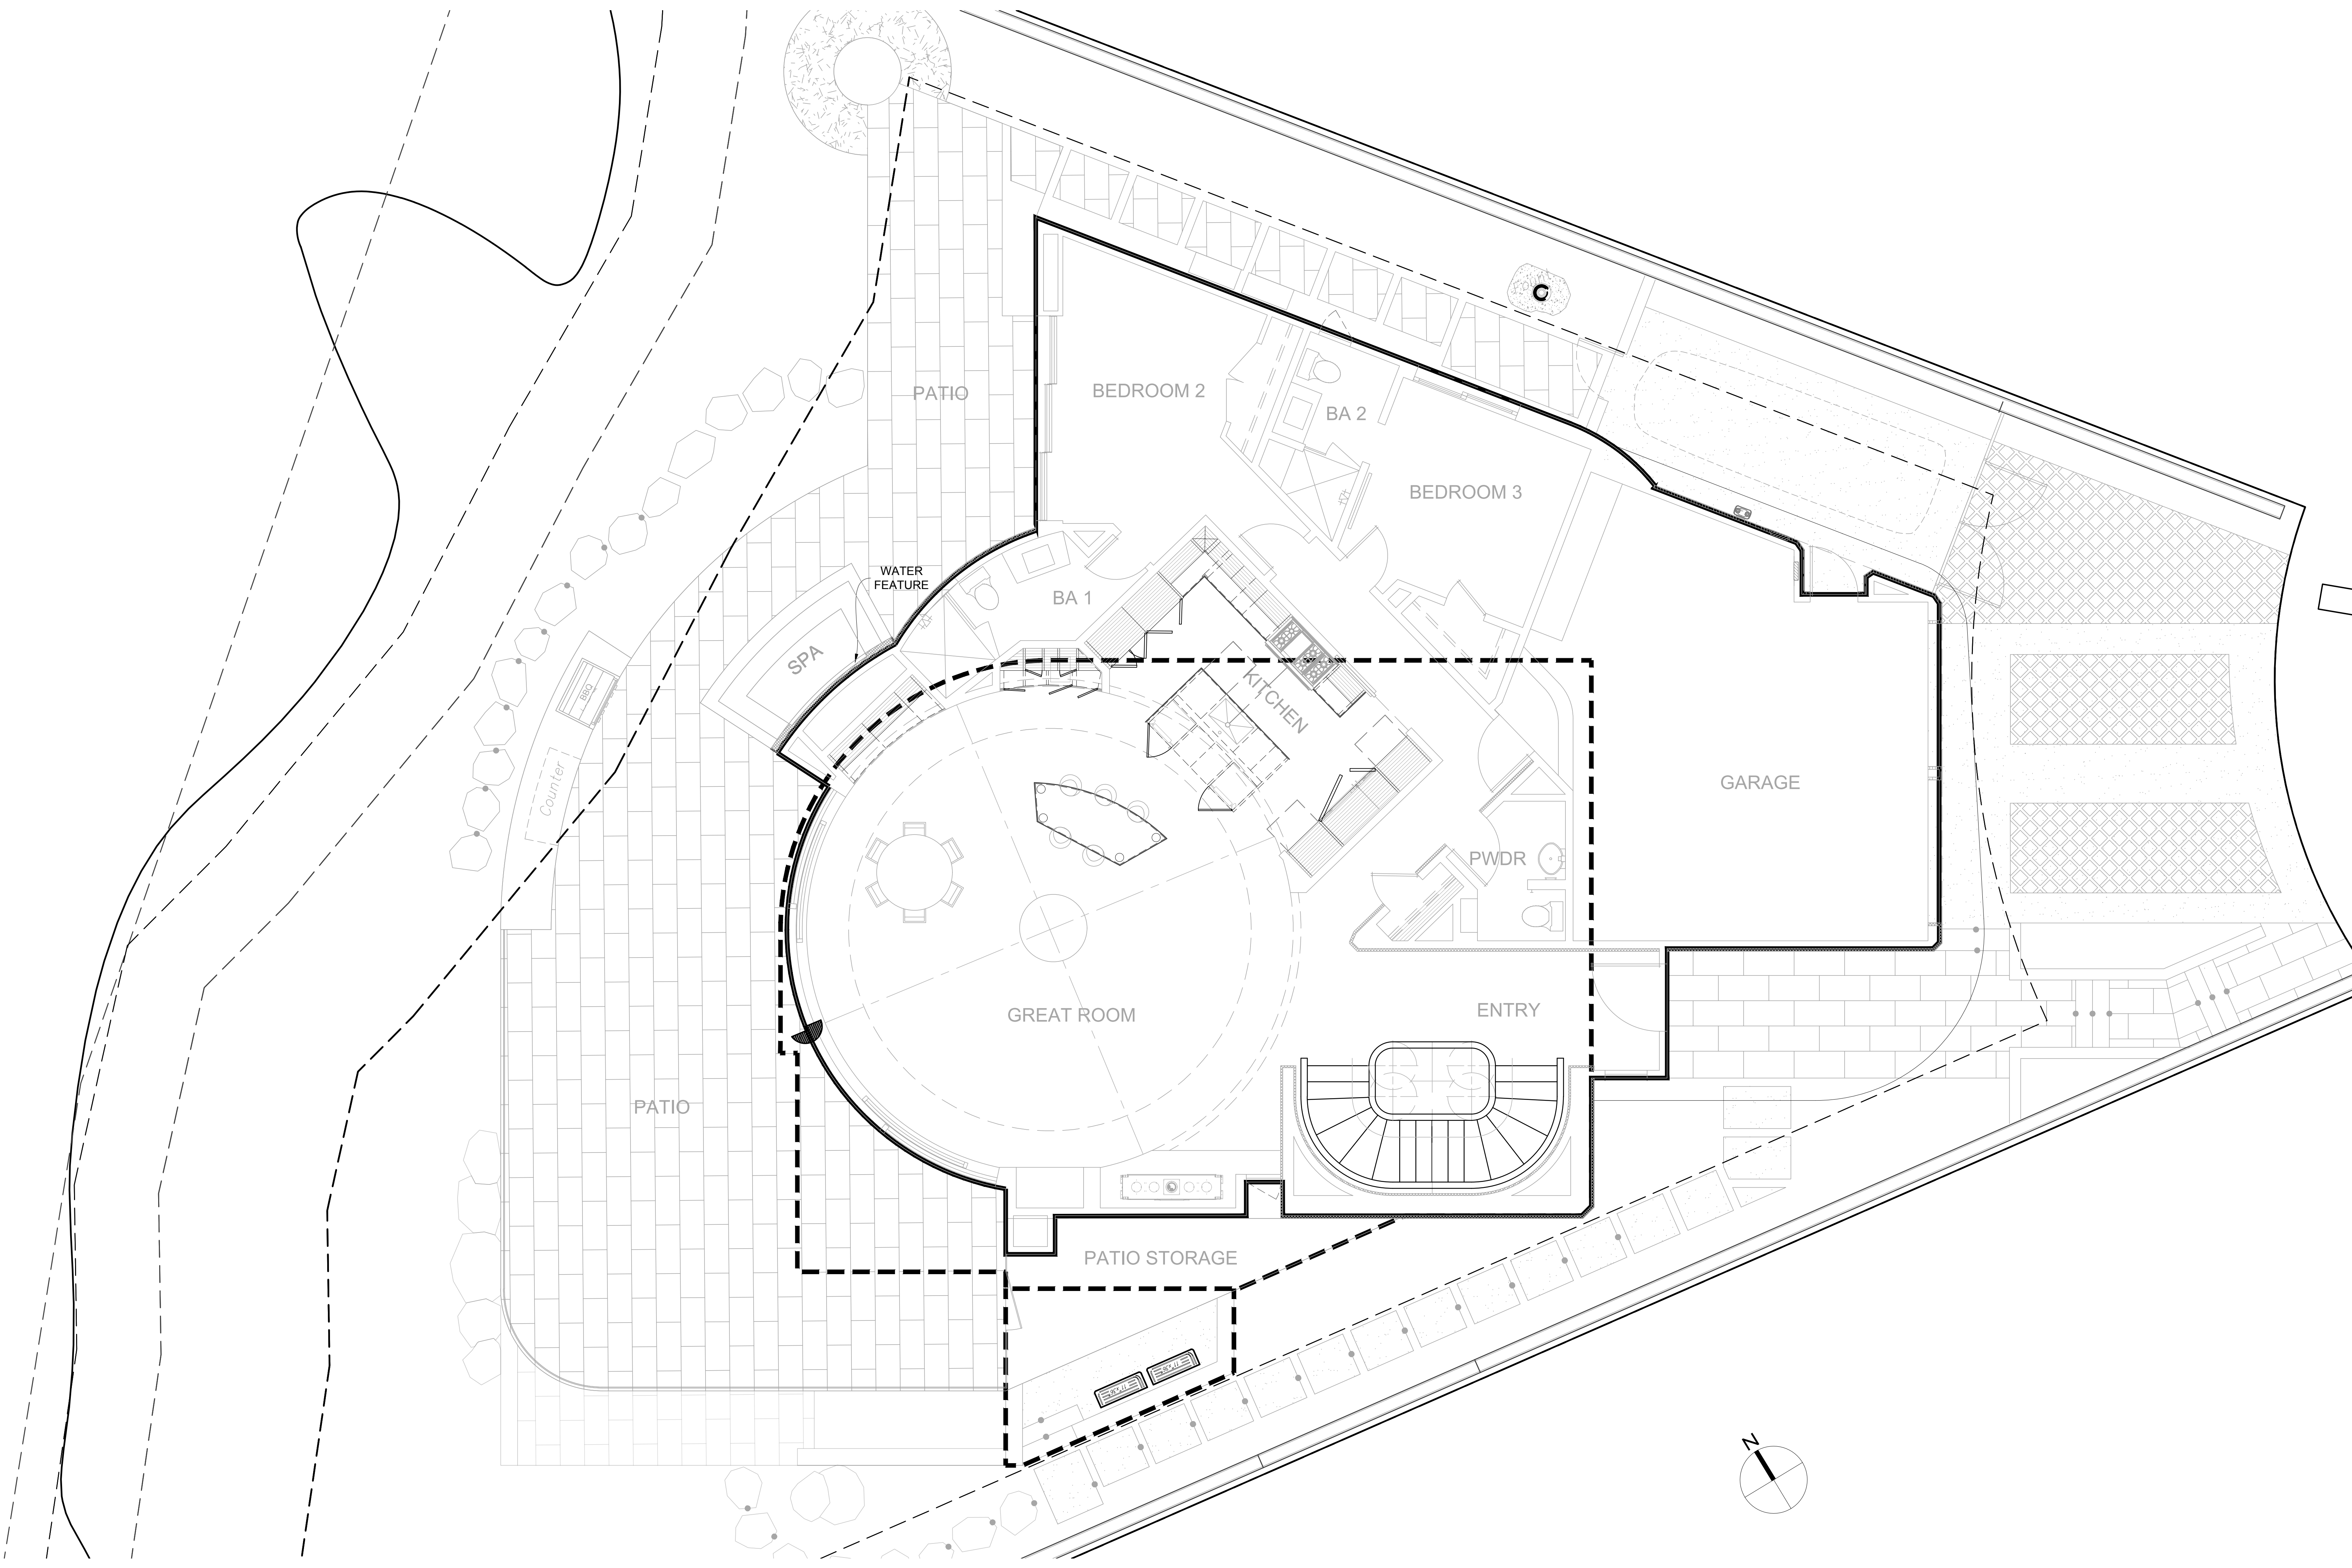 PATIO
BEDROOM 2
BA 2
BEDROOM 3
WATER
FEATURE
BA 1
SPA
KITCHEN
BBQ
Counter
GARAGE
PWDR
GREAT ROOM
ENTRY
PATIO
PATIO STORAGE
N